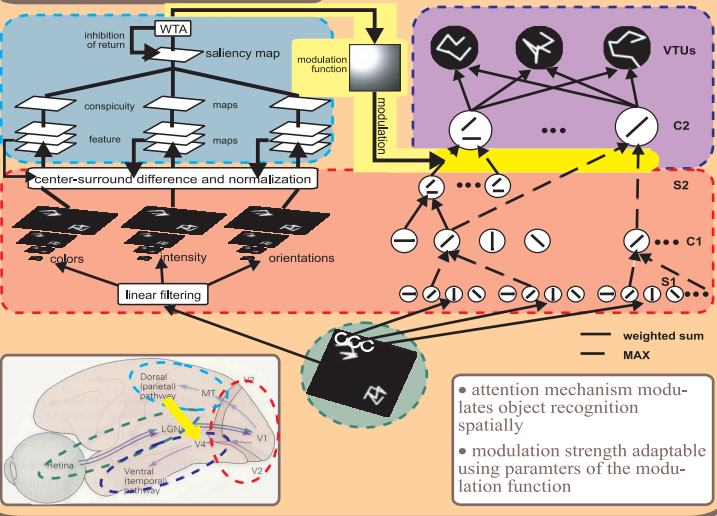 WTA
inhibition
of return
saliency map
modulation
function
modulation
conspicuity
maps
feature
maps
VTUs
C2
center-surround difference and normalization
S2
C1
S1
colors
intensity
orientations
linear filtering
CCC
weighted sum
MAX
Dorsal
(parietal)
pathway
MT
V2
LGN
V4
V1
Retina
V2
Ventral
(temporal)
pathway
• attention mechanism modu-
lates object recognition
spatially
• modulation strength adaptable
using paramters of the modu-
lation function